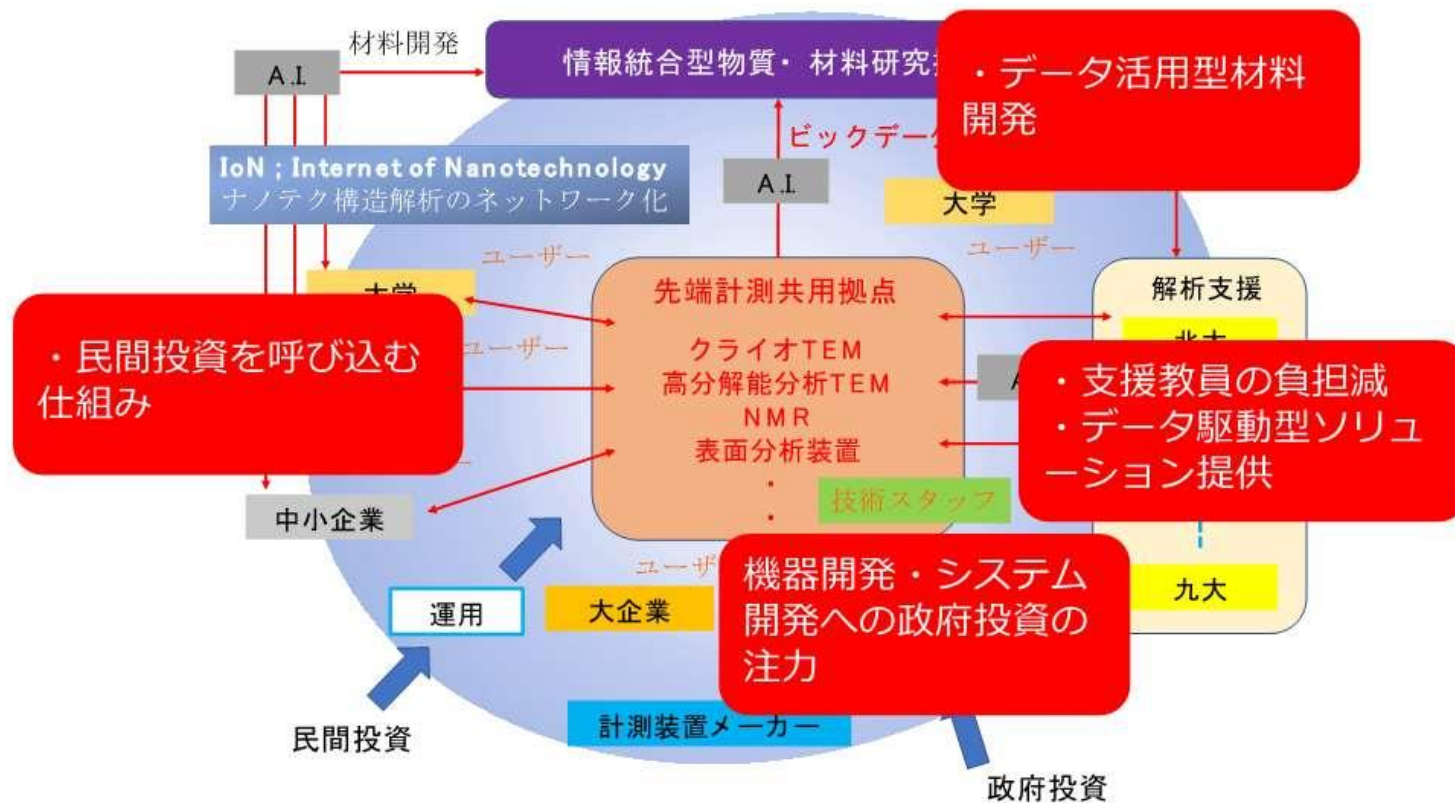 材料開発
A.I.
情報統合型物質・材料研究
・データ活用型材料
開発
ビックデータ
IoN ; Internet of Nanotechnology
ナノテク構造解析のネットワーク化
A.I.
大学
ユーザー
ユーザー
先端計測共用拠点
解析支援
大学
クライオTEM
高分解能分析TEM
NMR
表面分析装置
・
・
ユーザー
・民間投資を呼び込む
仕組み
北大
・支援教員の負担減
・データ駆動型ソリュ
ーション提供
技術スタッフ
中小企業
ユーザ
機器開発・システム
開発への政府投資の
注力
運用
大企業
九大
計測装置メーカー
民間投資
政府投資